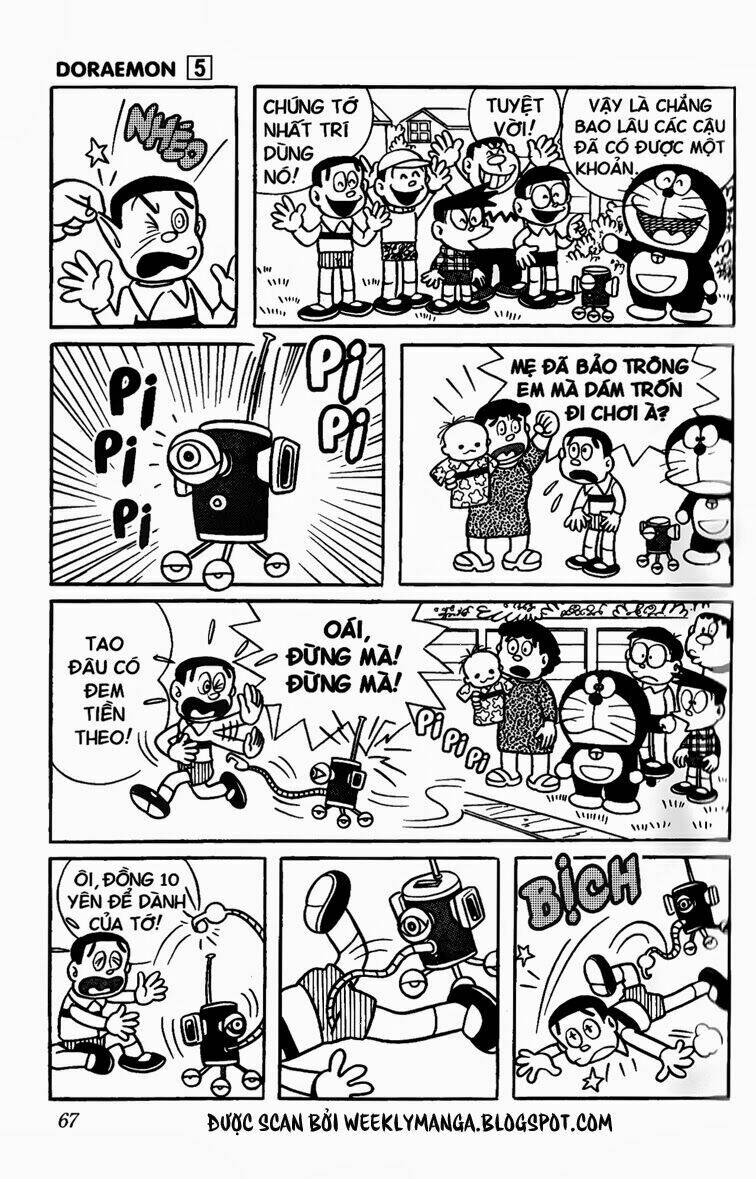 DORAEMON 5
NHÉO
CHÚNG TỚ
NHẤT TRÍ
DÙNG
NÓ!
TUYỆT
VỜI!
VẬY LÀ CHẲNG
BAO LÂU CÁC CẬU
ĐÃ CÓ ĐƯỢC MỘT
KHOẢN.
Pi
Pi
Pi
Pi
Pi
MẸ ĐÃ BẢO TRÔNG
EM MÀ DÁM TRỐN
ĐI CHƠI À?
TAO
ĐÂU CÓ
ĐEM
TIỀN
THEO!
OÁI,
ĐỪNG MÀ!
ĐỪNG MÀ!
Pi Pi Pi
ÔI, ĐỒNG 10
YÊN ĐỂ DÀNH
CỦA TỚ!
BỊCH
67
ĐƯỢC SCAN BỞI WEEKLYMANGA.BLOGSPOT.COM